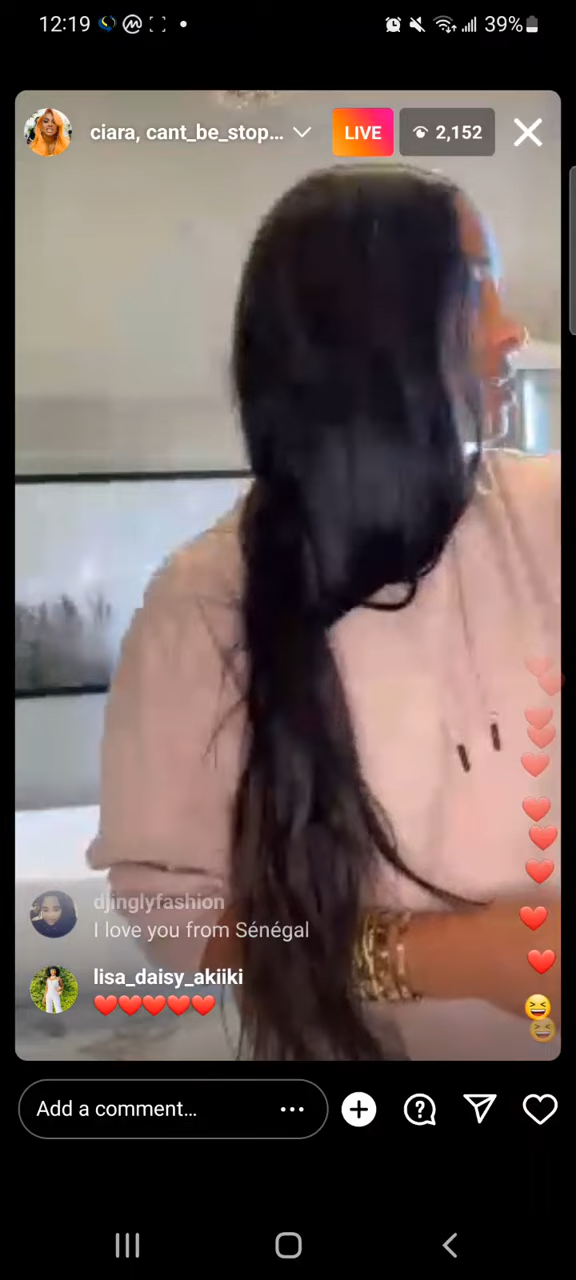 12:19
39%
ciara, cant_be_stop...
LIVE
2,152
djinglyfashion
I love you from Sénégal
lisa_daisy_akiiki
❤️❤️❤️❤️❤️
Add a comment...